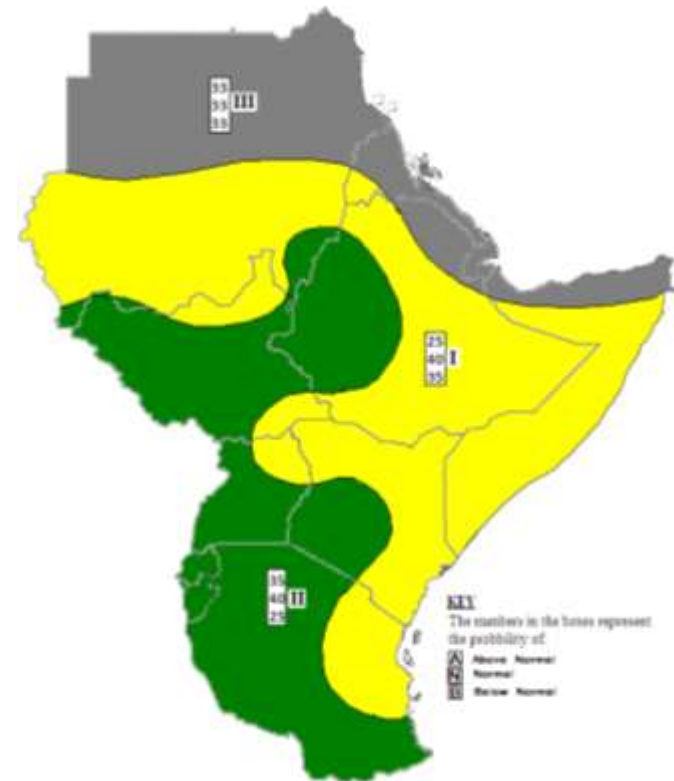 33
33 III
33
25
40 I
35
35
40 II
25
KEY
The numbers in the boxes represent
the probbility of
A Above Normal
N Normal
B Below Normal